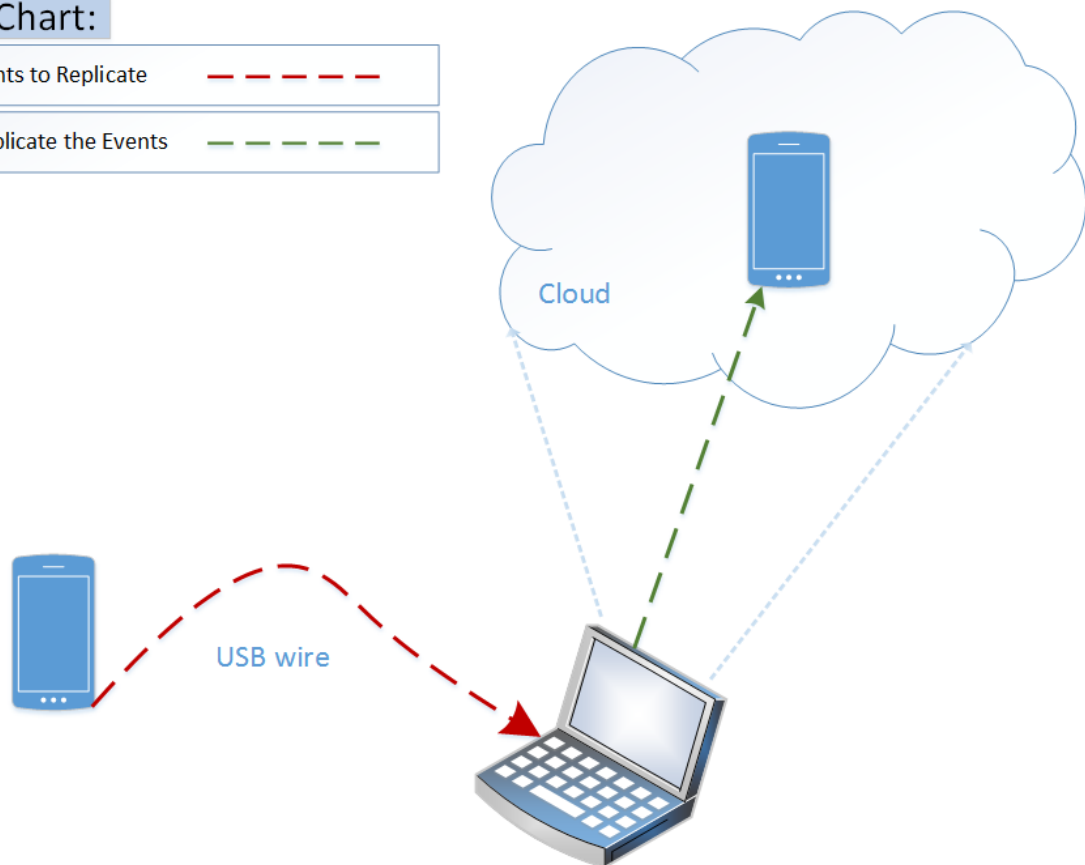 Chart:
nts to Replicate
plicate the Events
Cloud
USB wire